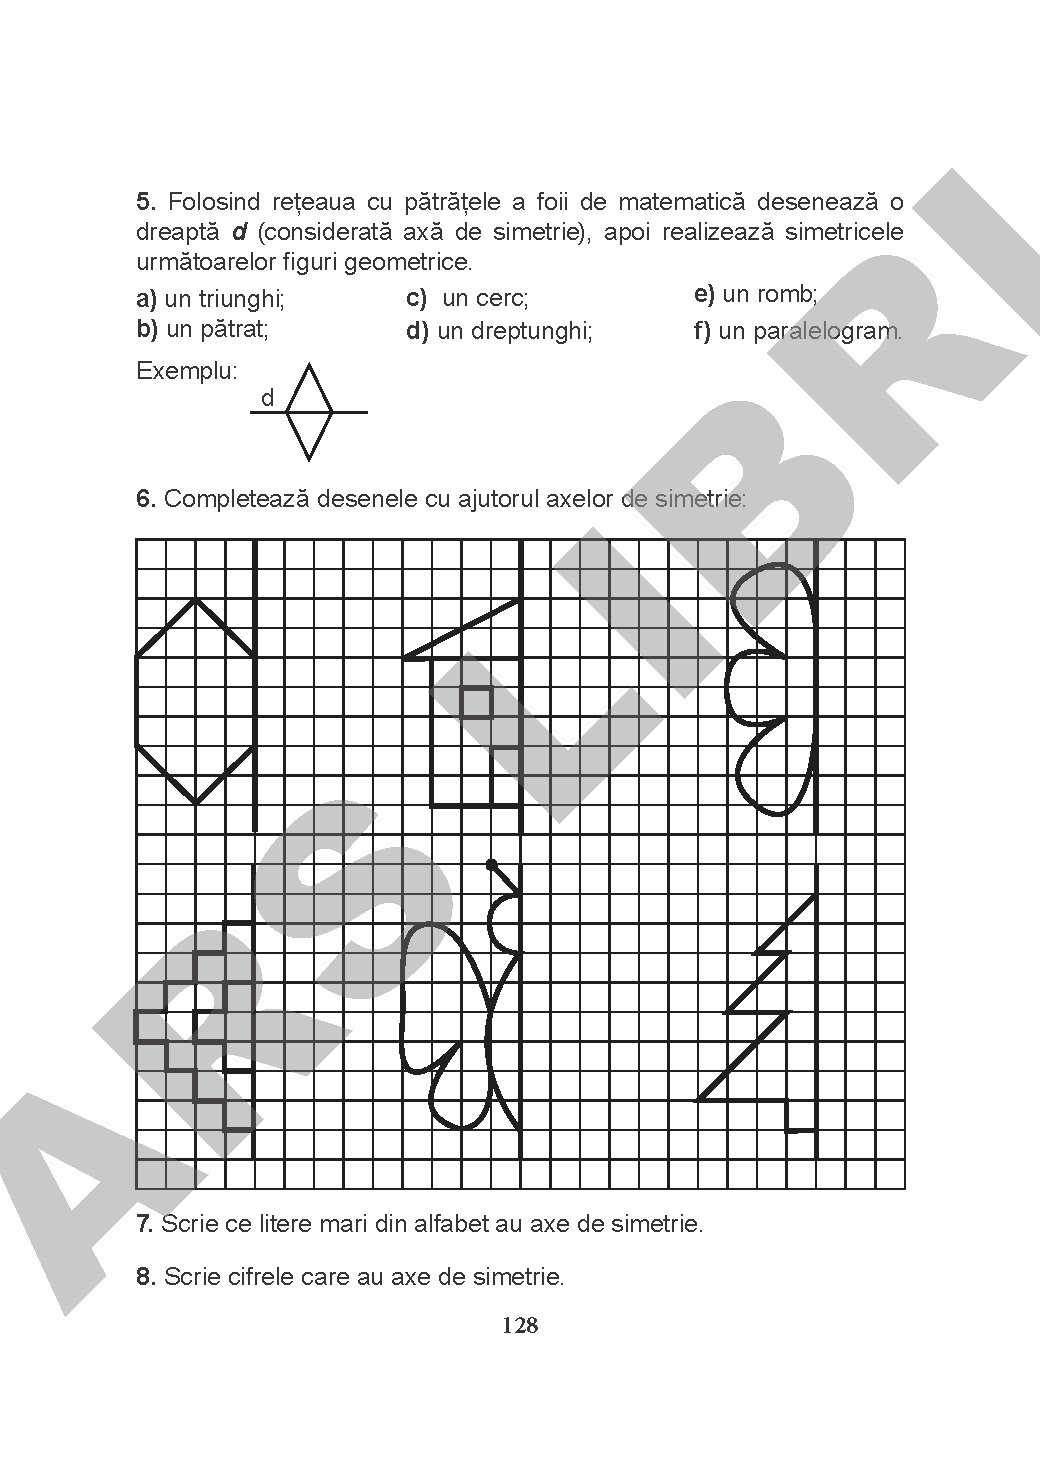 5. Folosind rețeaua cu pătrățele a foii de matematică desenează o
dreaptă d (considerată axă de simetrie), apoi realizează simetricele
următoarelor figuri geometrice.
a) un triunghi;
b) un pătrat;
c) un cerc;
d) un dreptunghi;
e) un romb;
f) un paralelogram.
Exemplu:
d
6. Completează desenele cu ajutorul axelor de simetrie:
7. Scrie ce litere mari din alfabet au axe de simetrie.
8. Scrie cifrele care au axe de simetrie.
128
ARS LIBRI